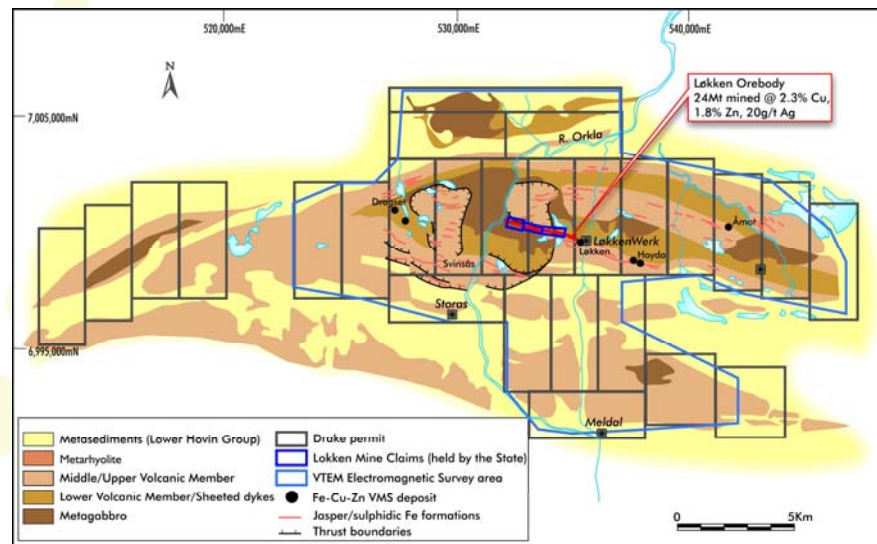 520,000mE
530,000mE
540,000mE
N
7,005,000mN
6,995,000mN
Løkken Orebody
24Mt mined @ 2.3% Cu,
1.8% Zn, 20g/t Ag
R. Orkla
Dragset
Åmot
LøkkenWerk
Løkken
Høydal
Svinsås
Storas
Meldal
Metasediments (Lower Hovin Group)
Metarhyolite
Middle/Upper Volcanic Member
Lower Volcanic Member/Sheeted dykes
Metagabbro
Drake permit
Lokken Mine Claims (held by the State)
VTEM Electromagnetic Survey area
Fe-Cu-Zn VMS deposit
Jasper/sulphidic Fe formations
Thrust boundaries
0
5Km